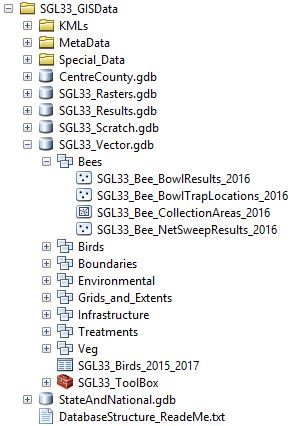 SGL33_GISData
KMLs
MetaData
Special_Data
CentreCounty.gdb
SGL33_Rasters.gdb
SGL33_Results.gdb
SGL33_Scratch.gdb
SGL33_Vector.gdb
Bees
SGL33_Bee_BowlResults_2016
SGL33_Bee_BowlTrapLocations_2016
SGL33_Bee_CollectionAreas_2016
SGL33_Bee_NetSweepResults_2016
Birds
Boundaries
Environmental
Grids_and_Extents
Infrastructure
Treatments
Veg
SGL33_Birds_2015_2017
SGL33_ToolBox
StateAndNational.gdb
DatabaseStructure_ReadeMe.txt